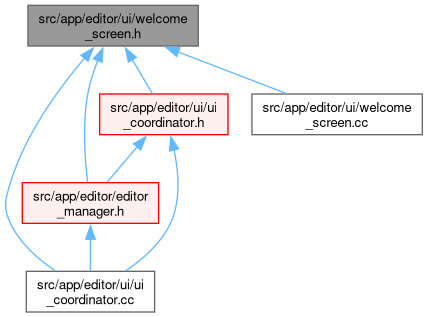 src/app/editor/ui/welcome
_screen.h
src/app/editor/ui/ui
_coordinator.h
src/app/editor/ui/welcome
_screen.cc
src/app/editor/editor
_manager.h
src/app/editor/ui/ui
_coordinator.cc